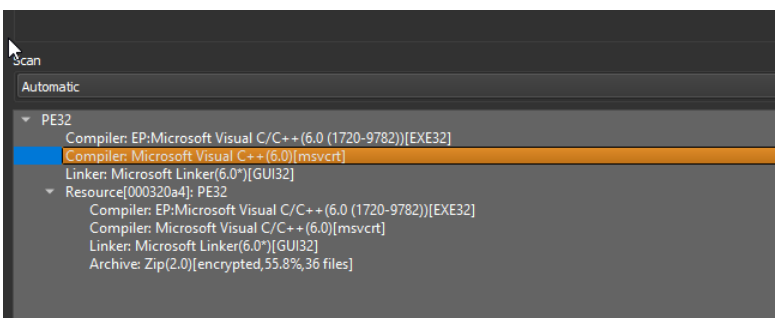 Scan
Automatic
PE32
Compiler: EP:Microsoft Visual C/C++(6.0 (1720-9782))[EXE32]
Compiler: Microsoft Visual C++(6.0)[msvcrt]
Linker: Microsoft Linker(6.0*)[GUI32]
Resource[000320a4]: PE32
Compiler: EP:Microsoft Visual C/C++(6.0 (1720-9782))[EXE32]
Compiler: Microsoft Visual C++(6.0)[msvcrt]
Linker: Microsoft Linker(6.0*)[GUI32]
Archive: Zip(2.0)[encrypted,55.8%,36 files]